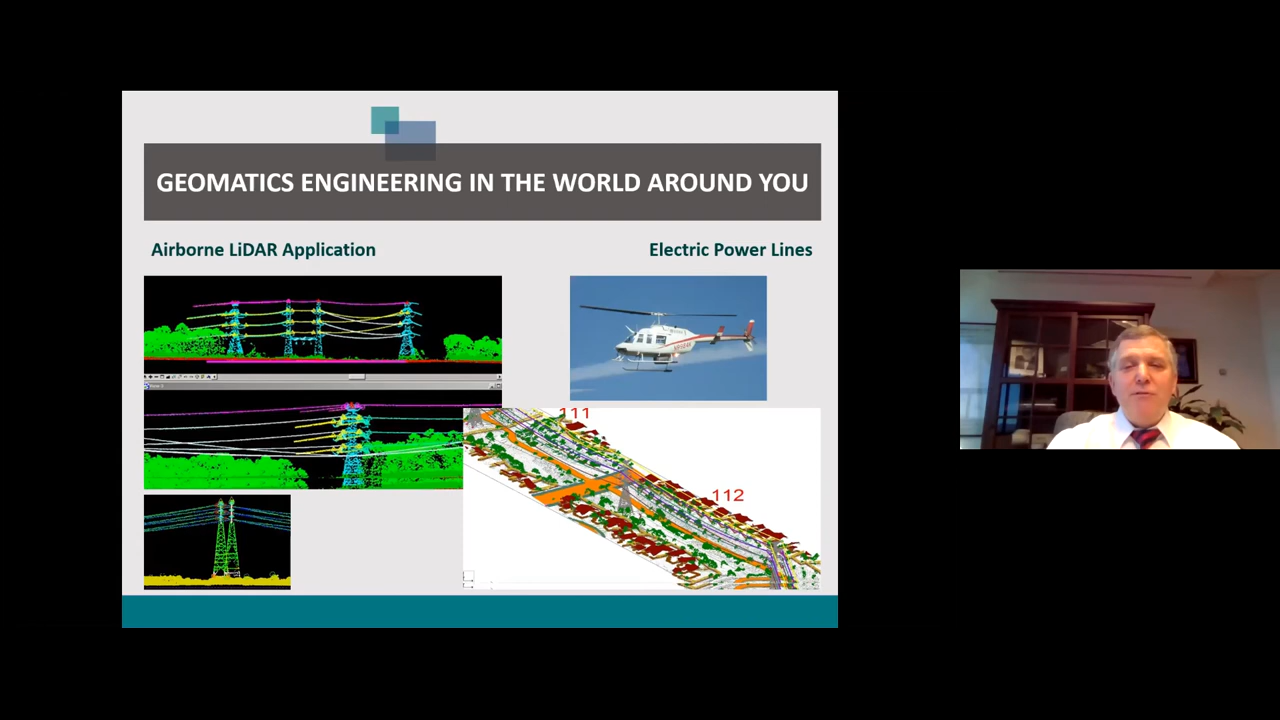 GEOMATICS ENGINEERING IN THE WORLD AROUND YOU
Airborne LiDAR Application
Electric Power Lines
111
112